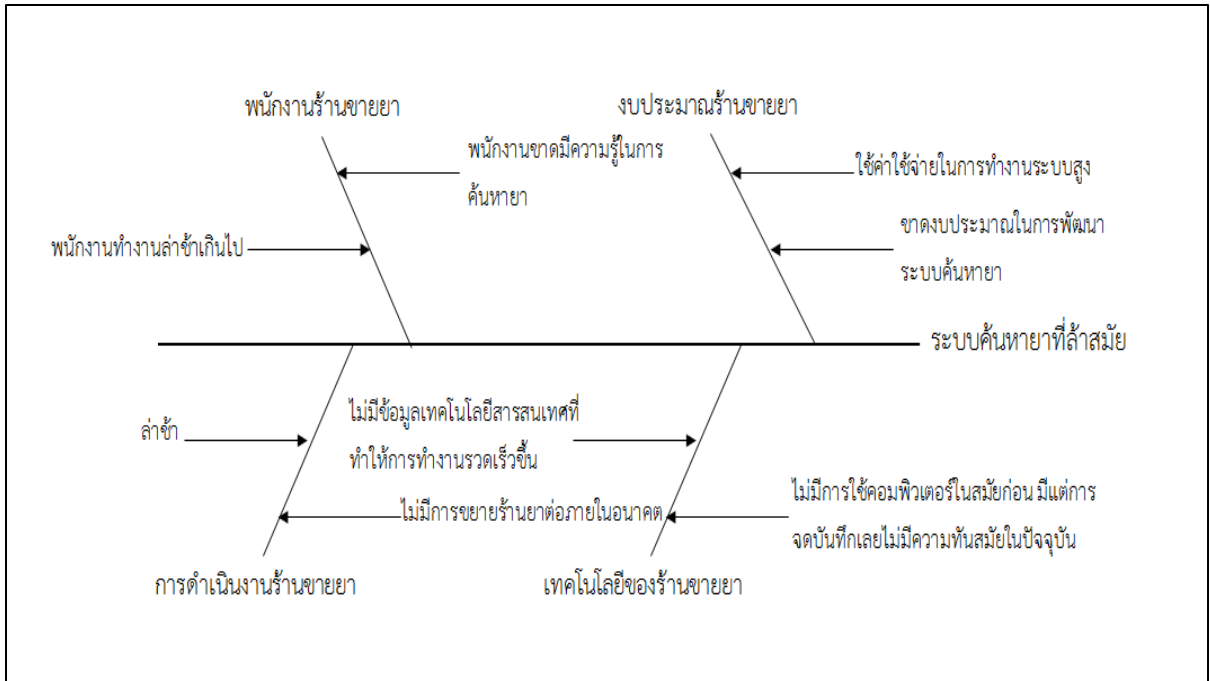 พนักงานร้านขายยา
งบประมาณร้านขายยา
พนักงานขาดมีความรู้ในการ
ค้นหายา
ใช้ค่าใช้จ่ายในการทำงานระบบสูง
พนักงานทำงานล่าช้าเกินไป
ขาดงบประมาณในการพัฒนา
ระบบค้นหายา
ระบบค้นหายาที่ล้าสมัย
ล่าช้า
ไม่มีข้อมูลเทคโนโลยีสารสนเทศที่
ทำให้การทำงานรวดเร็วขึ้น
ไม่มีการขยายร้านยาต่อภายในอนาคต
ไม่มีการใช้คอมพิวเตอร์ในสมัยก่อน มีแต่การ
จดบันทึกเลยไม่มีความทันสมัยในปัจจุบัน
การดำเนินงานร้านขายยา
เทคโนโลยีของร้านขายยา